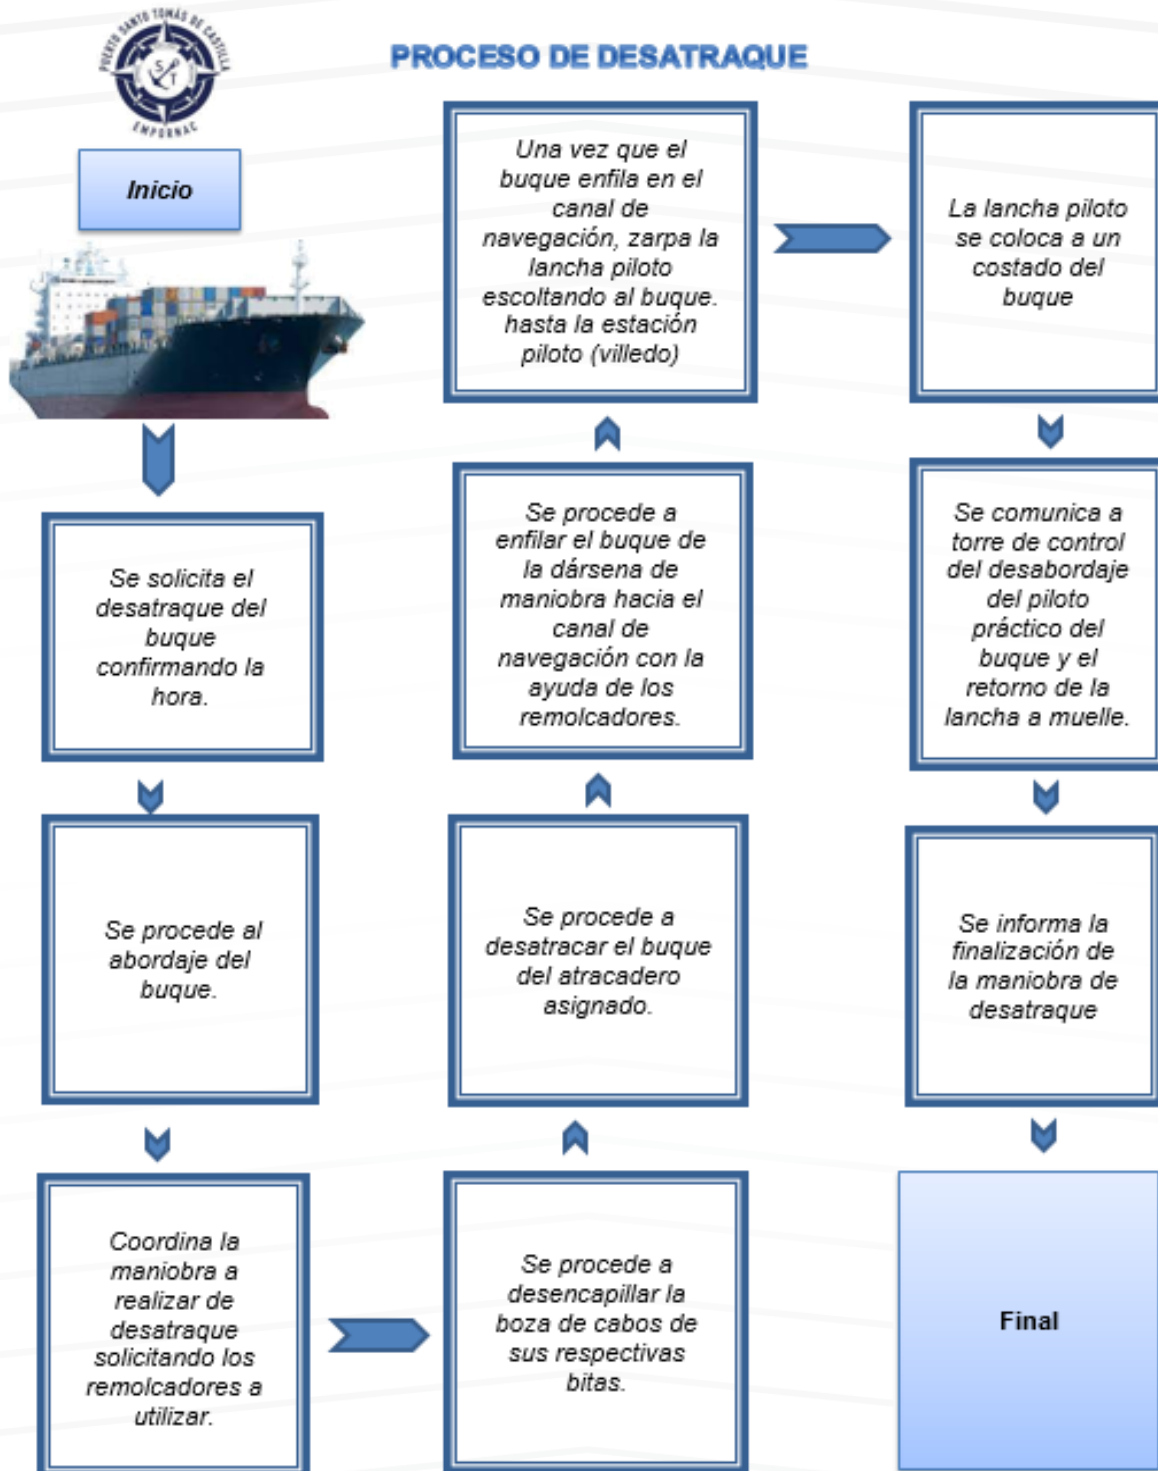 PUERTO SANTO TOMÁS DE CASTILLA
S T
EMPORNAC
PROCESO DE DESATRAQUE
Inicio
Se solicita el
desatraque del
buque
confirmando la
hora.
Se procede al
abordaje del
buque.
Coordina la
maniobra a
realizar de
desatraque
solicitando los
remolcadores a
utilizar.
Se procede a
desencapillar la
boza de cabos de
sus respectivas
bitas.
Se procede a
desatracar el buque
del atracadero
asignado.
Se procede a
enfilar el buque de
la dársena de
maniobra hacia el
canal de
navegación con la
ayuda de los
remolcadores.
Una vez que el
buque enfila en el
canal de
navegación, zarpa la
lancha piloto
escoltando al buque.
hasta la estación
piloto (villedo)
La lancha piloto
se coloca a un
costado del
buque
Se comunica a
torre de control
del desabordaje
del piloto
práctico del
buque y el
retorno de la
lancha a muelle.
Se informa la
finalización de
la maniobra de
desatraque
Final